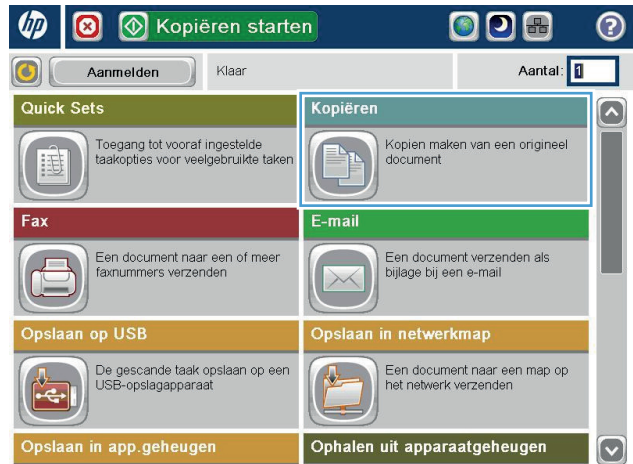 hp Kopiëren starten ?
Aanmelden Klaar Aantal: 1
Quick Sets
Toegang tot vooraf
ingestelde
taakopties voor veelgebruikte taken
Kopiëren
Kopien maken van een origineel
document
Fax
Een document naar een of meer
faxnummers verzenden
E-mail
Een document verzenden als
bijlage bij een e-mail
Opslaan op USB
De gescande taak opslaan op een
USB-opslagapparaat
Opslaan in netwerkmap
Een document naar een map op
het netwerk verzenden
Opslaan in app.geheugen
Ophalen uit apparaatgeheugen